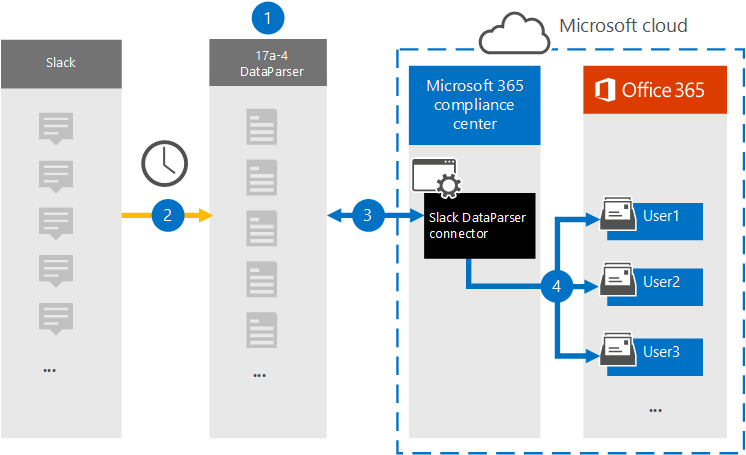 1
Microsoft cloud
Slack
17a-4
DataParser
Microsoft 365
compliance
center
Office 365
2
3
Slack DataParser
connector
4
User1
User2
User3
...
...
...